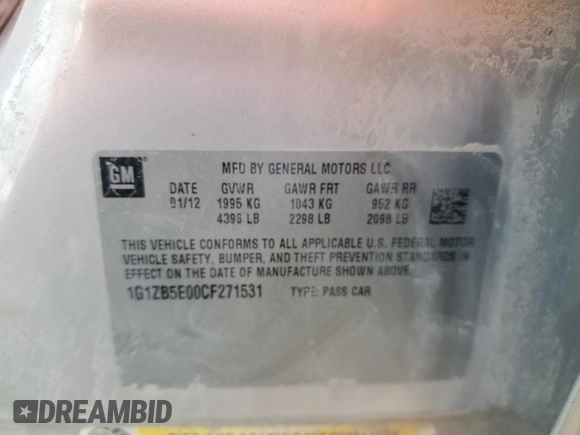 GM
MFD BY GENERAL MOTORS LLC
DATE GVWR GAWR FRT GAWR RR
01/12 1995 KG 1043 KG 952 KG
4396 LB 2298 LB 2098 LB
THIS VEHICLE CONFORMS TO ALL APPLICABLE U.S. FEDERAL MOTOR
VEHICLE SAFETY, BUMPER, AND THEFT PREVENTION STANDARDS IN
EFFECT ON THE DATE OF MANUFACTURE SHOWN ABOVE.
1G1ZB5E00CF271531 TYPE: PASS CAR
DREAMBID